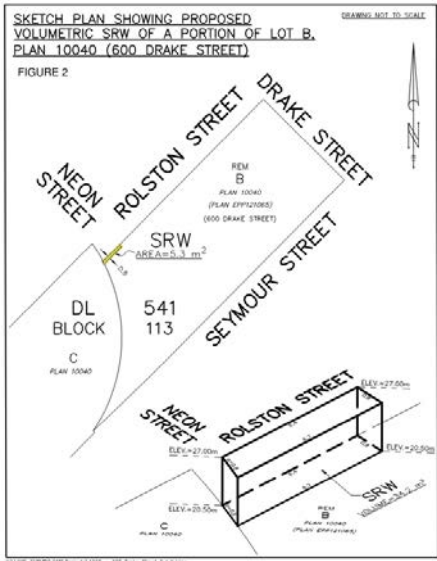 SKETCH PLAN SHOWING PROPOSED
VOLUMETRIC SRW OF A PORTION OF LOT B,
PLAN 10040 (600 DRAKE STREET)
DRAWING NOT TO SCALE
FIGURE 2
N
DRAKE STREET
ROLSTON STREET
NEON
STREET
REM
B
PLAN 10040
(PLAN EPP121065)
(600 DRAKE STREET)
SRW
AREA=5.3 m²
0.8
SEYMOUR STREET
DL 541
BLOCK 113
C
PLAN 10040
ROLSTON STREET
NEON
STREET
ELEV.=27.00m
ELEV.=27.00m
ELEV.=20.50m
ELEV.=20.50m
SRW
VOLUME=34.2 m³
REM
B
PLAN 10040
(PLAN EPP121065)
C
PLAN 10040